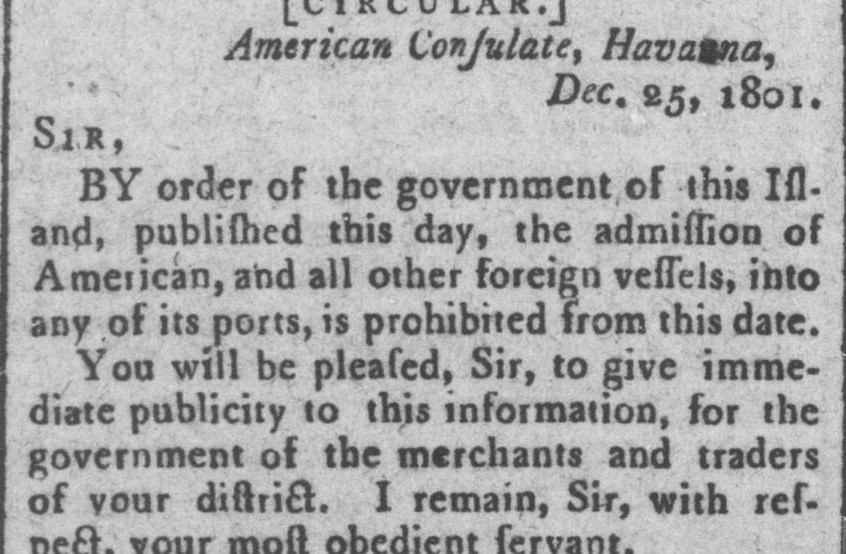 [CIRCULAR.]
American Conſulate, Havanna,
Dec. 25, 1801.
SIR,
BY order of the government of this Iſl-
and, publiſhed this day, the admiſſion of
American, and all other foreign veſſels, into
any of its ports, is prohibited from this date.
You will be pleaſed, Sir, to give imme-
diate publicity to this information, for the
government of the merchants and traders
of your diſtrict. I remain, Sir, with reſ-
pect, your moſt obedient ſervant,